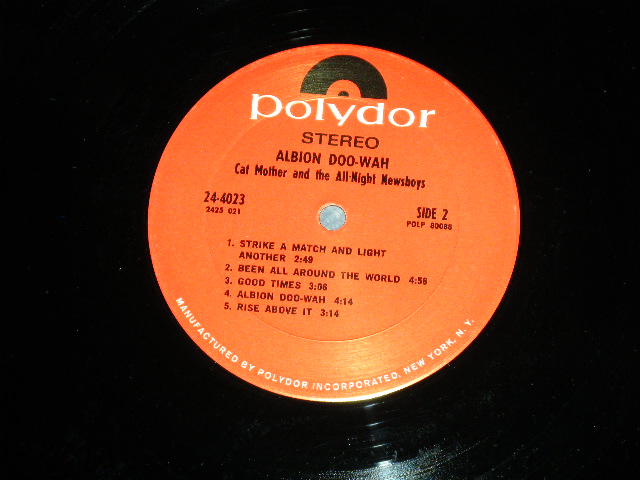 polydor
STEREO
ALBION DOO-WAH
Cat Mother and the All-Night Newsboys
24-4023
2425 021
SIDE 2
POLP 80088
1. STRIKE A MATCH AND LIGHT
ANOTHER 2:49
2. BEEN ALL AROUND THE WORLD 4:58
3. GOOD TIMES 3:06
4. ALBION DOO-WAH 4:14
5. RISE ABOVE IT 3:14
MANUFACTURED BY POLYDOR INCORPORATED, NEW YORK, N.Y.